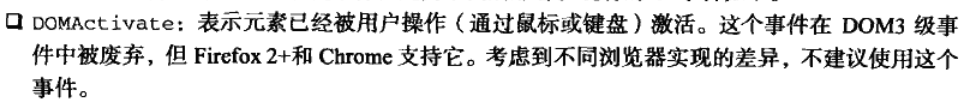 ❑ DOMActivate：表示元素已经被用户操作（通过鼠标或键盘）激活。这个事件在 DOM3 级事
件中被废弃，但 Firefox 2+和 Chrome 支持它。考虑到不同浏览器实现的差异，不建议使用这个
事件。